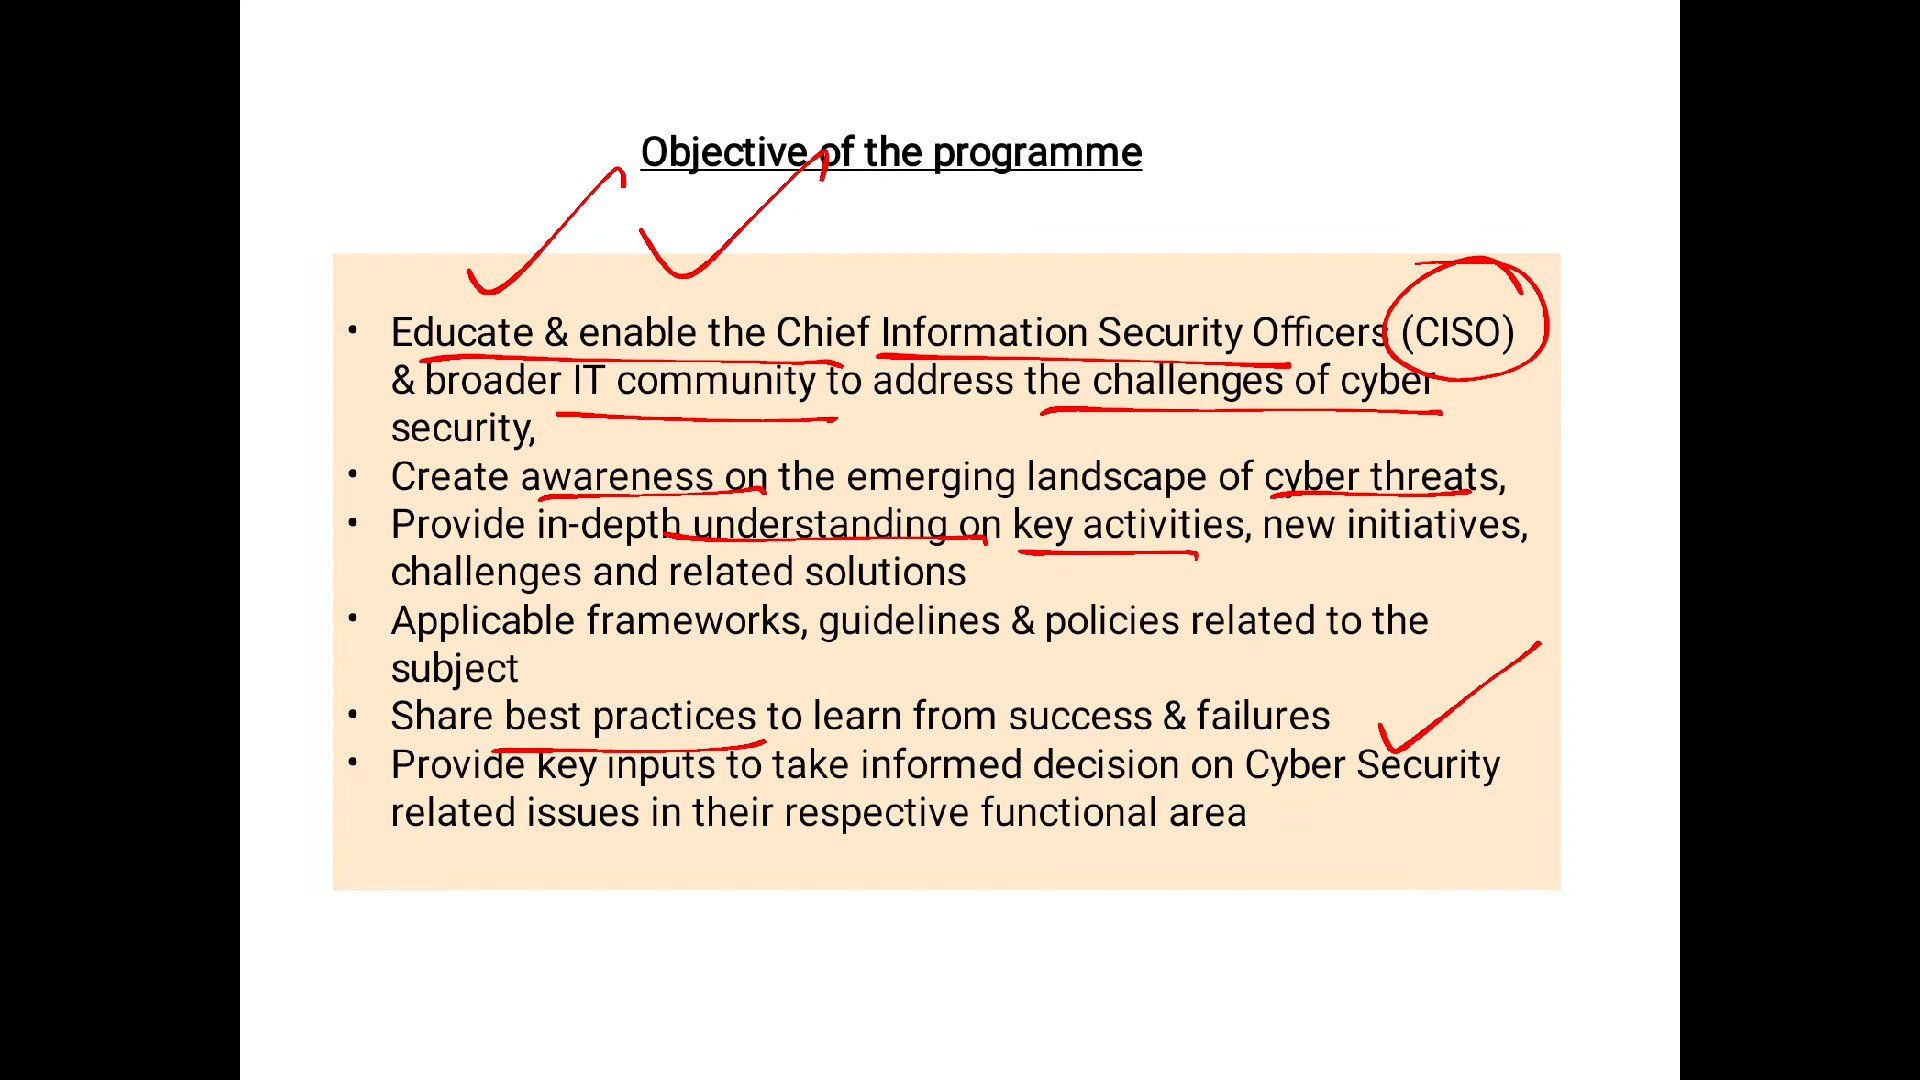 Objective of the programme
• Educate & enable the Chief Information Security Officers (CISO)
& broader IT community to address the challenges of cyber
security,
• Create awareness on the emerging landscape of cyber threats,
• Provide in-depth understanding on key activities, new initiatives,
challenges and related solutions
• Applicable frameworks, guidelines & policies related to the
subject
• Share best practices to learn from success & failures
• Provide key inputs to take informed decision on Cyber Security
related issues in their respective functional area